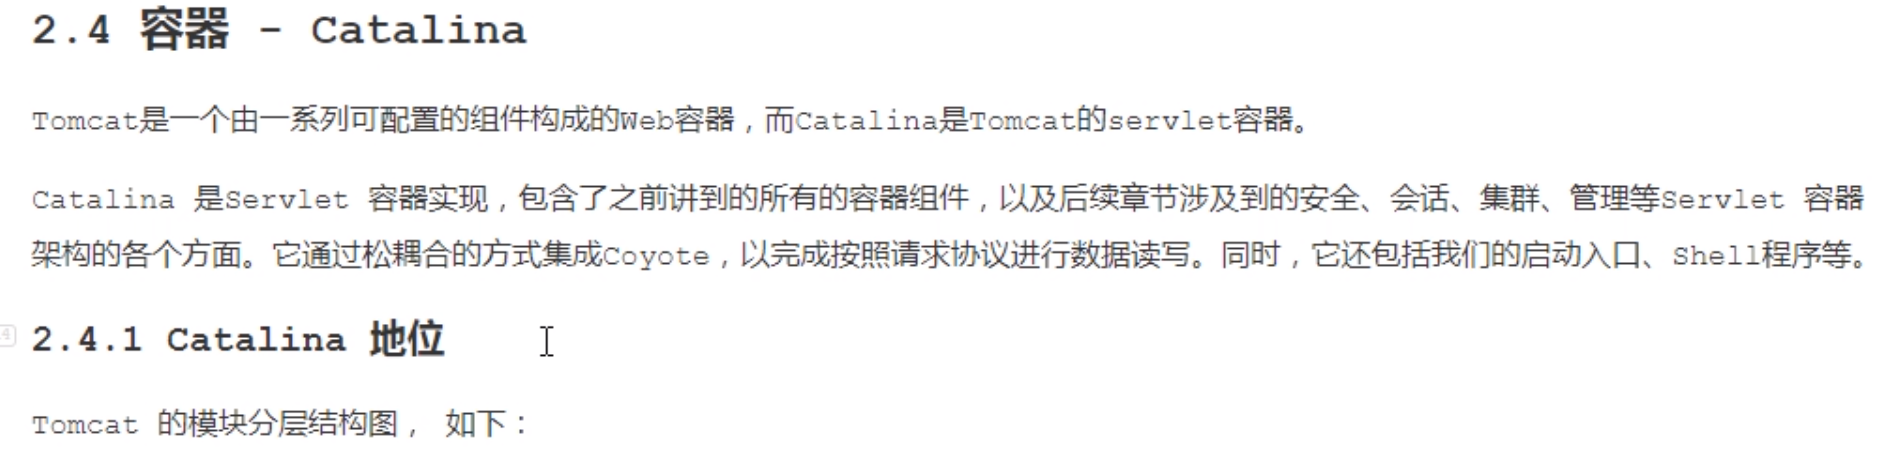 2.4 容器 - Catalina
Tomcat是一个由一系列可配置的组件构成的Web容器，而Catalina是Tomcat的servlet容器。
Catalina 是Servlet 容器实现，包含了之前讲到的所有的容器组件，以及后续章节涉及到的安全、会话、集群、管理等Servlet 容器
架构的各个方面。它通过松耦合的方式集成Coyote，以完成按照请求协议进行数据读写。同时，它还包括我们的启动入口、Shell程序等。
2.4.1 Catalina 地位
Tomcat 的模块分层结构图， 如下：